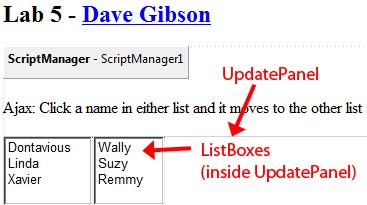 Lab 5 - Dave Gibson
ScriptManager - ScriptManager1
UpdatePanel
Ajax: Click a name in either list and it moves to the other list
Dontavious
Linda
Xavier
Wally
Suzy
Remmy
ListBoxes
(inside UpdatePanel)